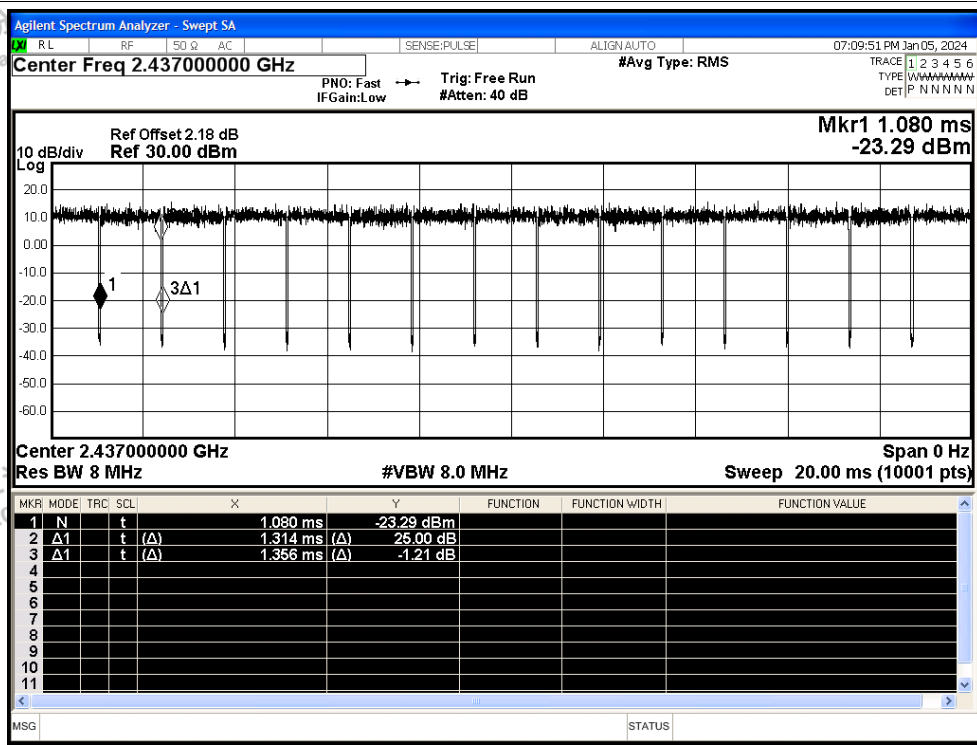 Agilent Spectrum Analyzer - Swept SA
LXI RL RF 50 Ω AC SENSE:PULSE ALIGN AUTO 07:09:51 PM Jan 05, 2024
Center Freq 2.437000000 GHz
#Avg Type: RMS
TRACE 1 2 3 4 5 6
PNO: Fast
Trig: Free Run
TYPE WWWWWW
IFGain:Low
#Atten: 40 dB
DET P N N N N N
Mkr1 1.080 ms
-23.29 dBm
Ref Offset 2.18 dB
10 dB/div Ref 30.00 dBm
Log
20.0
10.0
0.00
-10.0
-20.0
-30.0
-40.0
-50.0
-60.0
1
3Δ1
Center 2.437000000 GHz Span 0 Hz
Res BW 8 MHz #VBW 8.0 MHz Sweep 20.00 ms (10001 pts)
MKR MODE TRC SCL X Y FUNCTION FUNCTION WIDTH FUNCTION VALUE
1 N t 1.080 ms -23.29 dBm
2 Δ1 t (Δ) 1.314 ms (Δ) 25.00 dB
3 Δ1 t (Δ) 1.356 ms (Δ) -1.21 dB
4
5
6
7
8
9
10
11
MSG STATUS